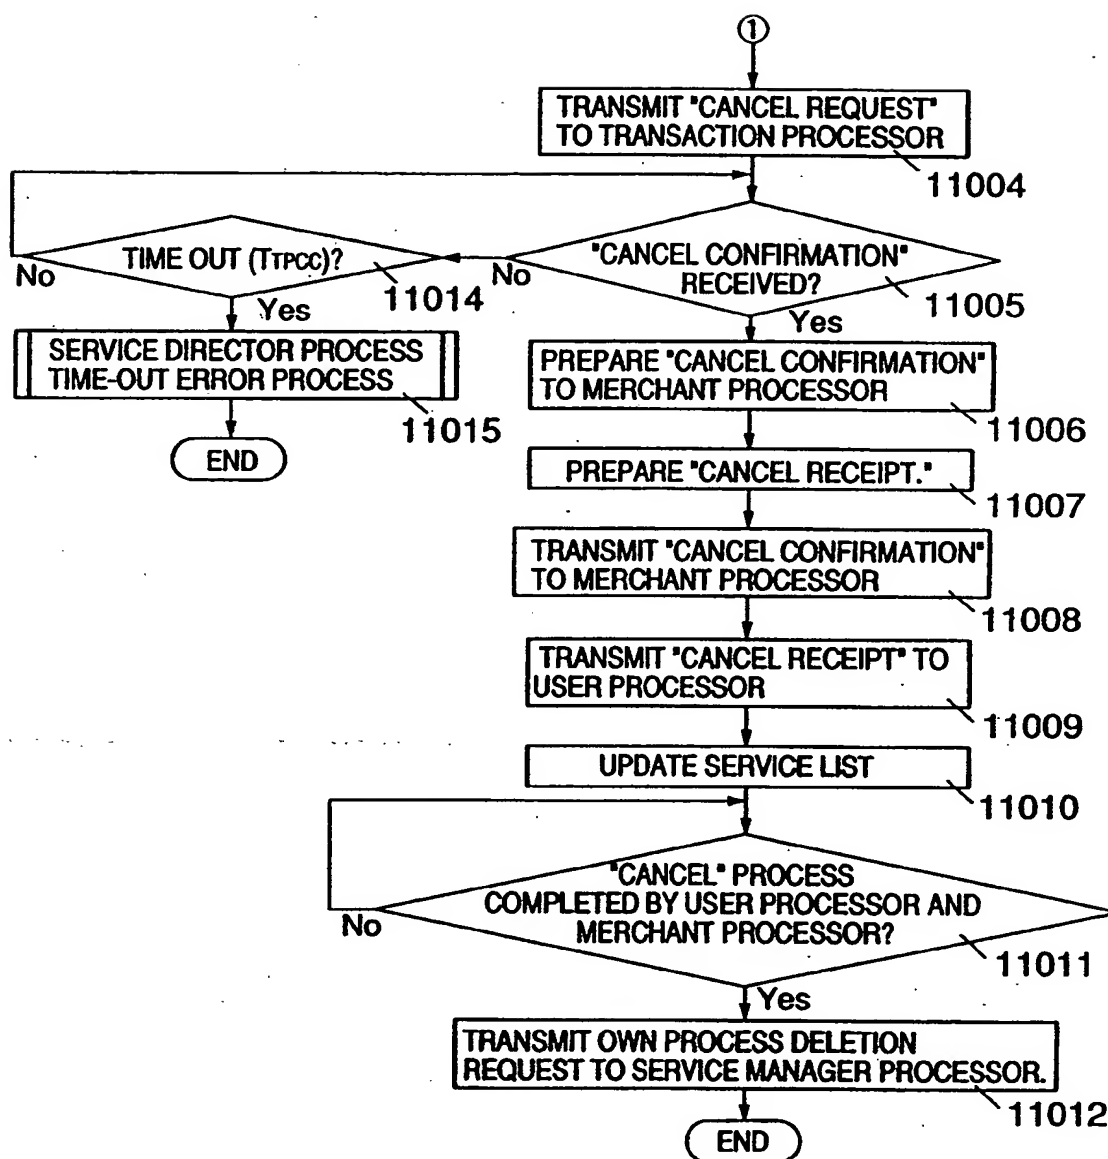 ①
TRANSMIT "CANCEL REQUEST"
TO TRANSACTION PROCESSOR
11004
"CANCEL CONFIRMATION"
RECEIVED?
11005
No
Yes
TIME OUT (TTPCC)?
11014
No
Yes
SERVICE DIRECTOR PROCESS
TIME-OUT ERROR PROCESS
11015
END
PREPARE "CANCEL CONFIRMATION"
TO MERCHANT PROCESSOR
11006
PREPARE "CANCEL RECEIPT."
11007
TRANSMIT "CANCEL CONFIRMATION"
TO MERCHANT PROCESSOR
11008
TRANSMIT "CANCEL RECEIPT" TO
USER PROCESSOR
11009
UPDATE SERVICE LIST
11010
"CANCEL" PROCESS
COMPLETED BY USER PROCESSOR AND
MERCHANT PROCESSOR?
11011
No
Yes
TRANSMIT OWN PROCESS DELETION
REQUEST TO SERVICE MANAGER PROCESSOR.
11012
END